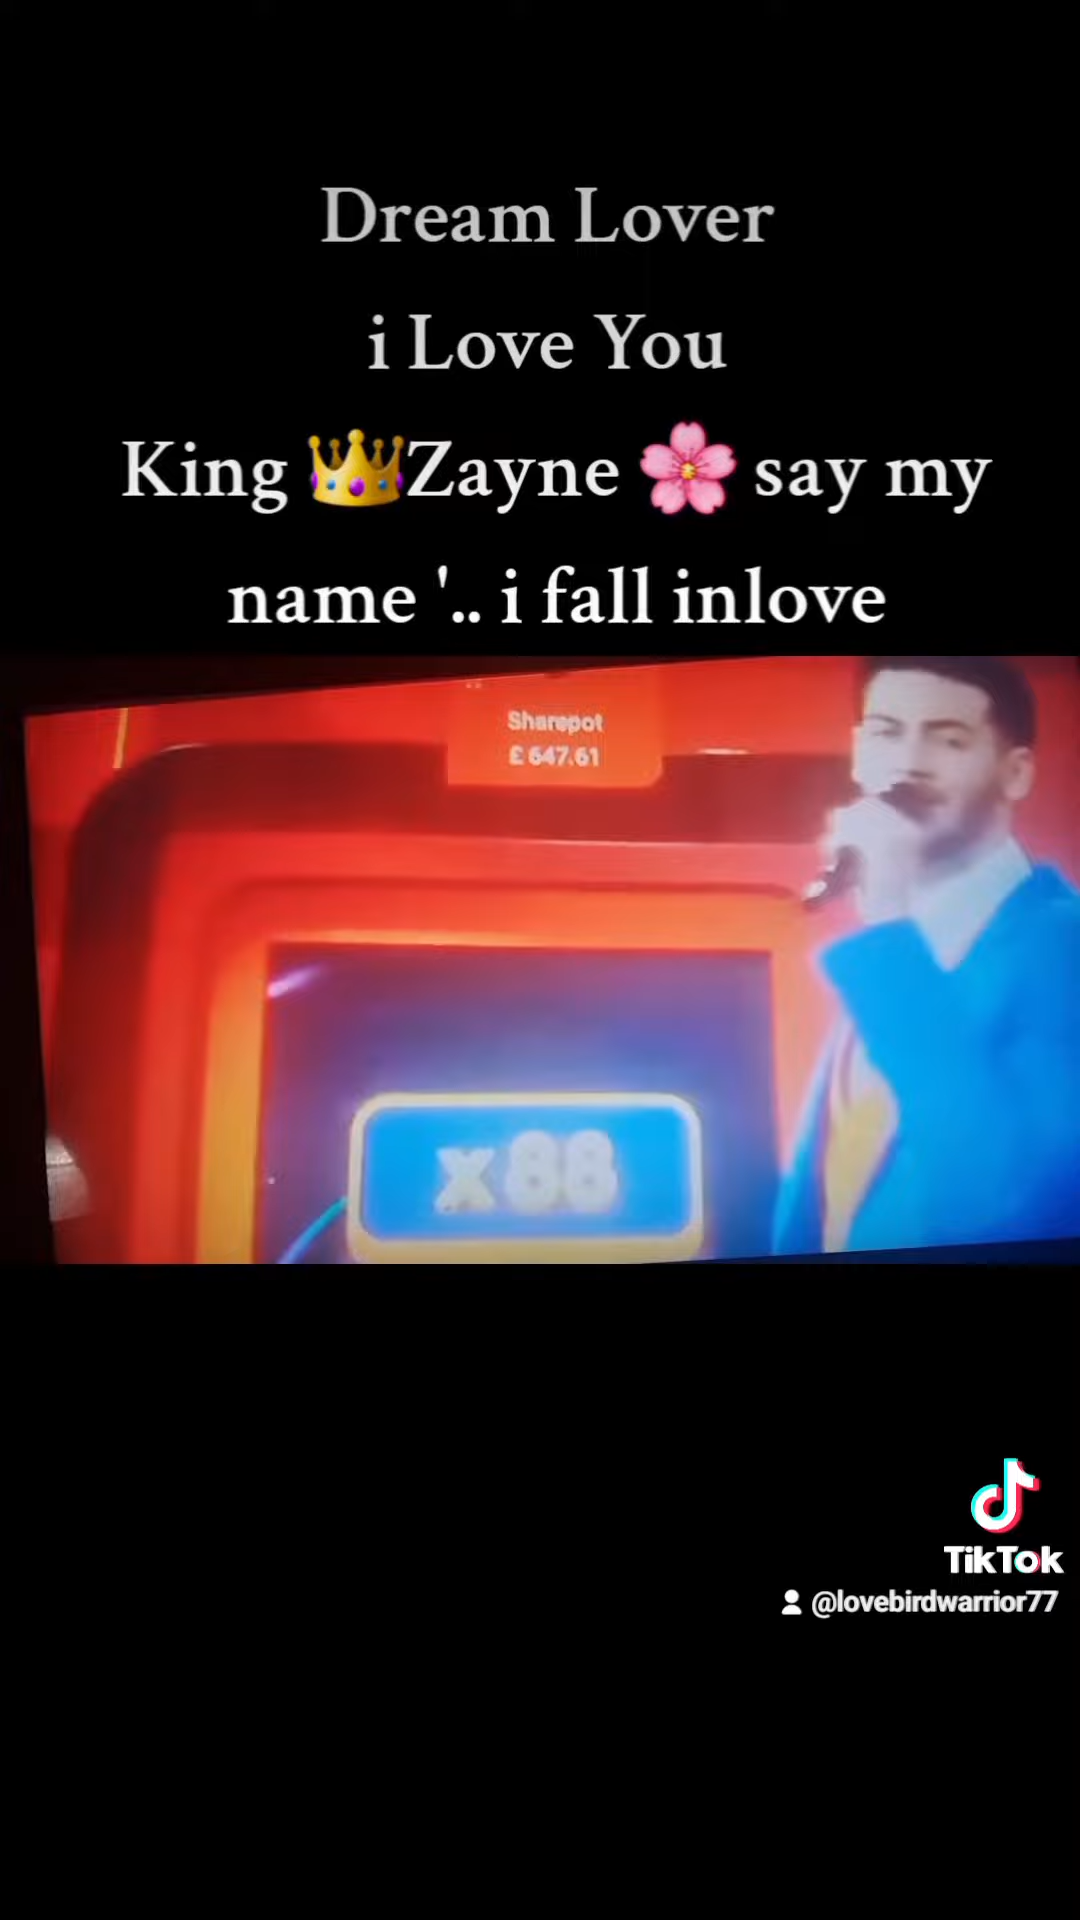 Dream Lover
i Love You
King 👑Zayne 🌸 say my
name '.. i fall inlove
Sharepot
£ 647.61
x88
TikTok
@lovebirdwarrior77